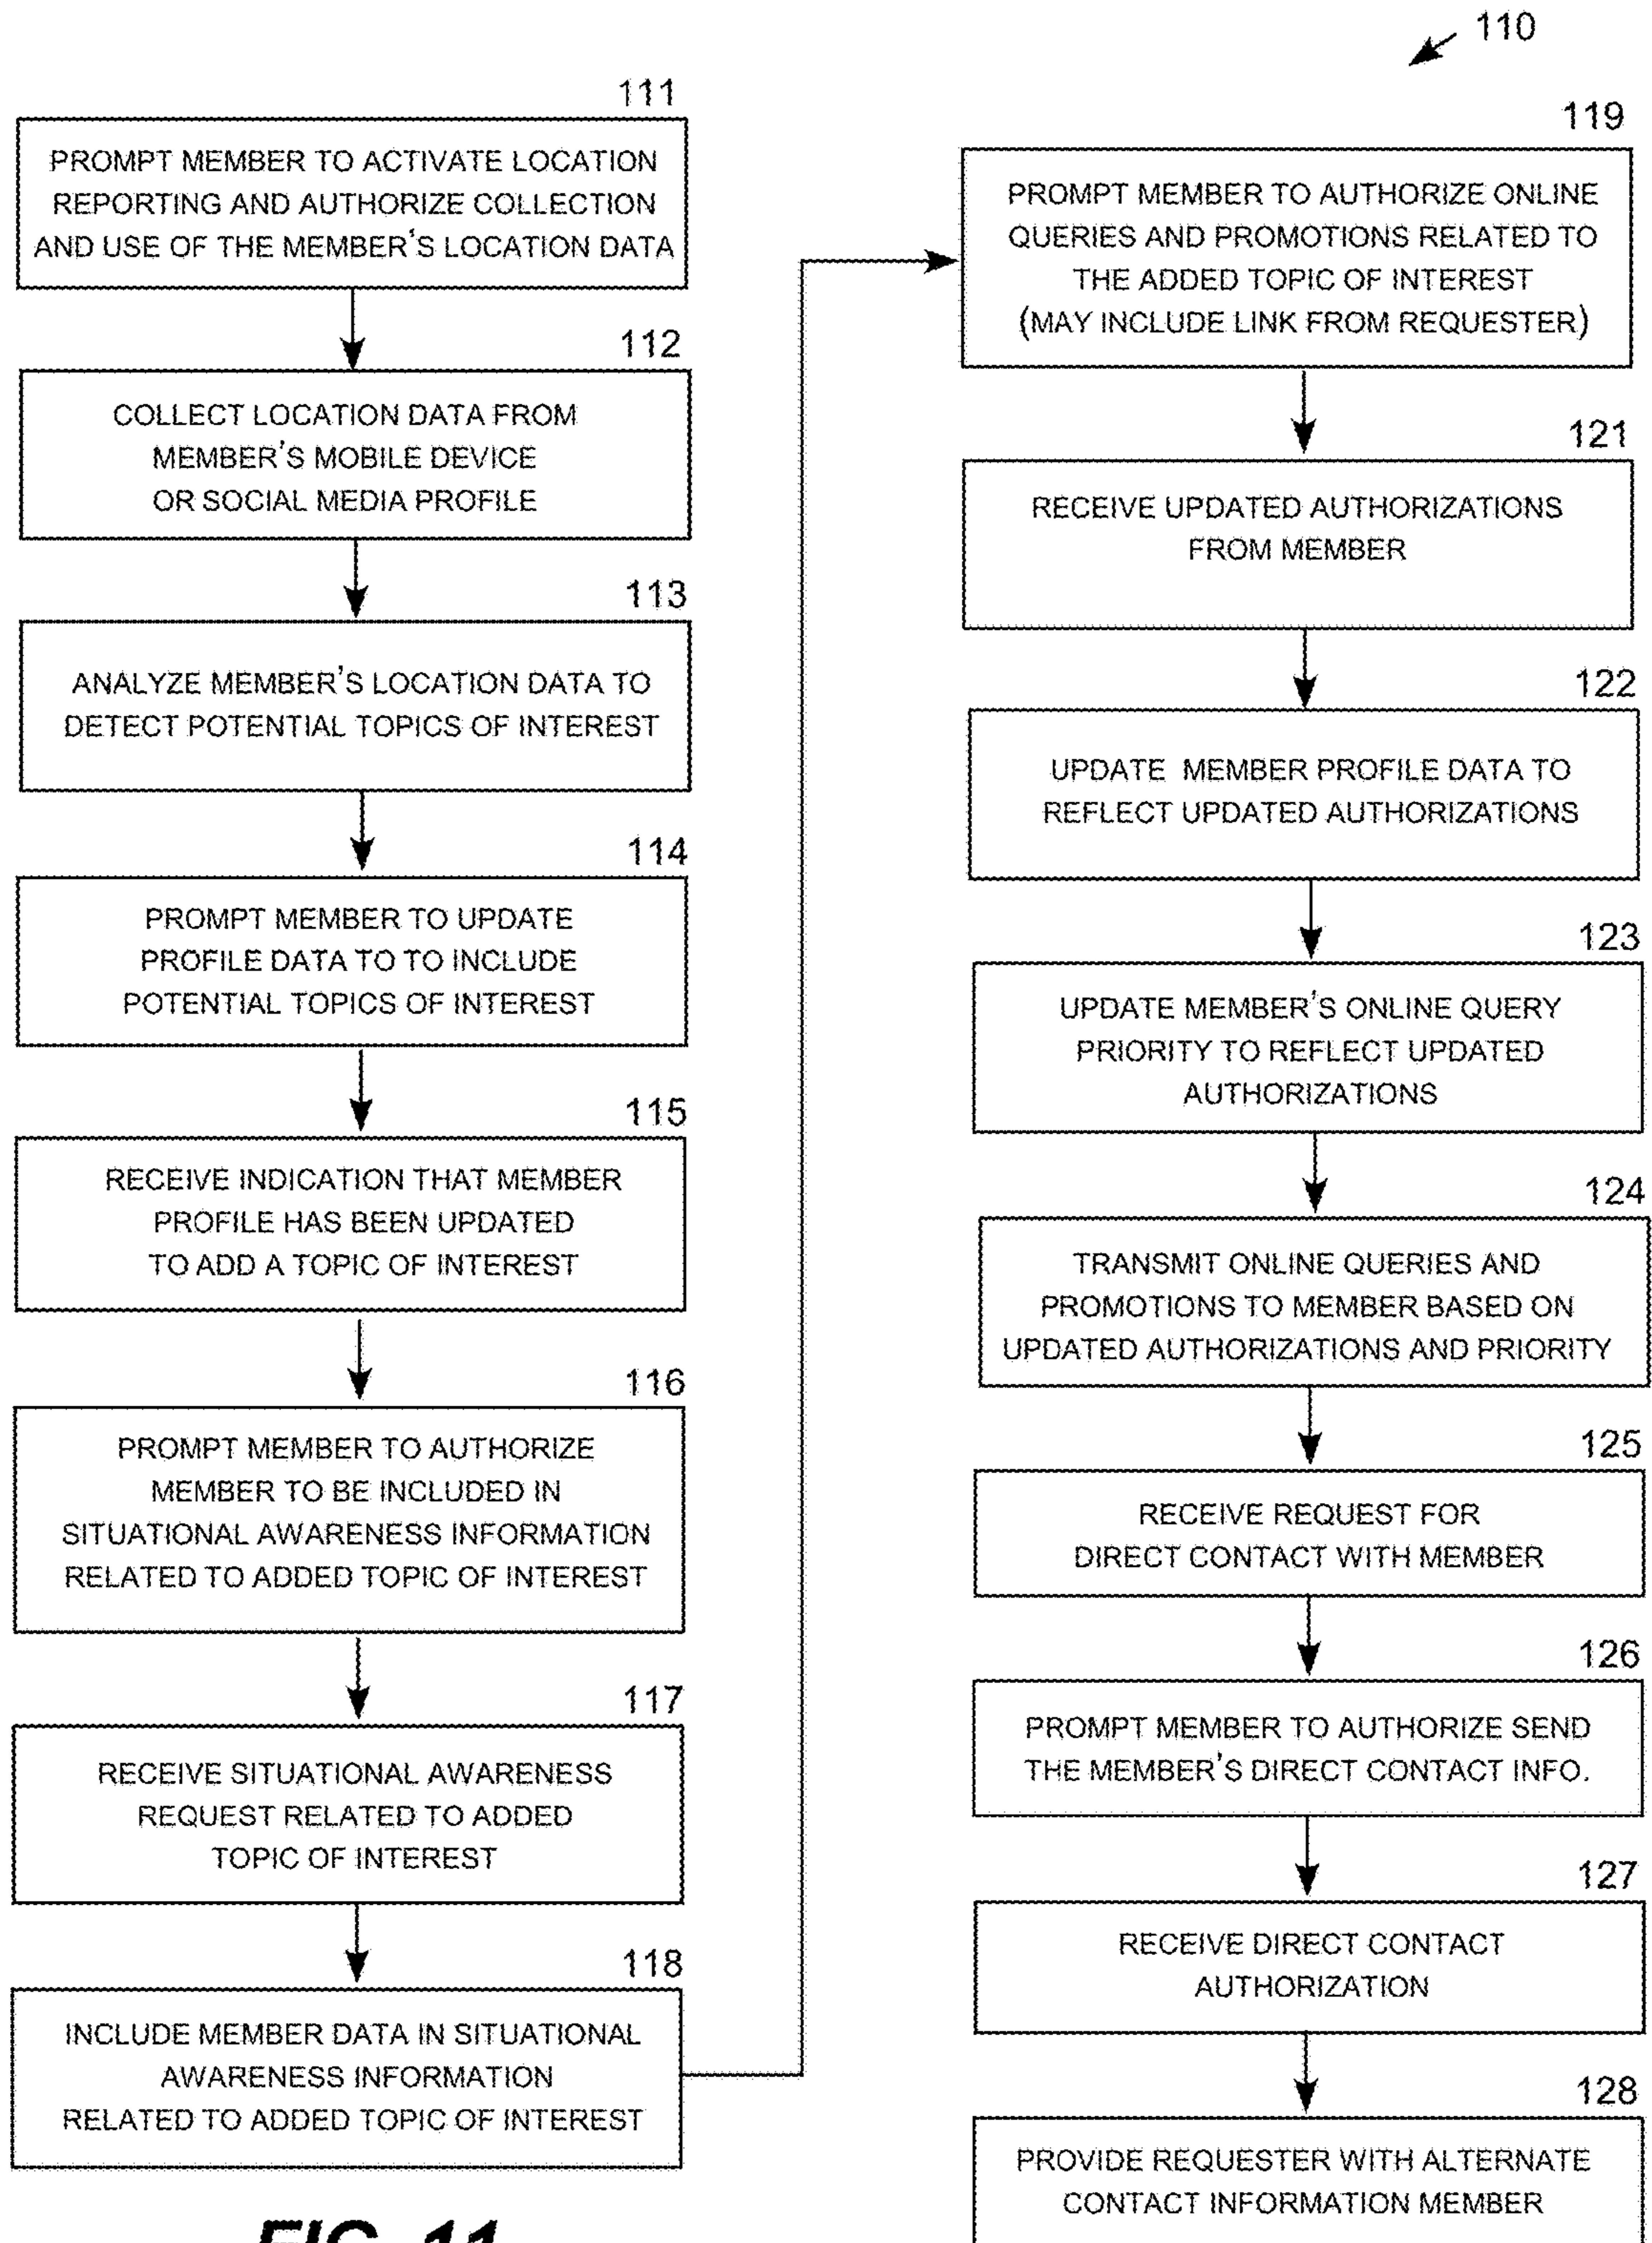 110
111
PROMPT MEMBER TO ACTIVATE LOCATION
REPORTING AND AUTHORIZE COLLECTION
AND USE OF THE MEMBER'S LOCATION DATA
112
COLLECT LOCATION DATA FROM
MEMBER'S MOBILE DEVICE
OR SOCIAL MEDIA PROFILE
113
ANALYZE MEMBER'S LOCATION DATA TO
DETECT POTENTIAL TOPICS OF INTEREST
114
PROMPT MEMBER TO UPDATE
PROFILE DATA TO TO INCLUDE
POTENTIAL TOPICS OF INTEREST
115
RECEIVE INDICATION THAT MEMBER
PROFILE HAS BEEN UPDATED
TO ADD A TOPIC OF INTEREST
116
PROMPT MEMBER TO AUTHORIZE
MEMBER TO BE INCLUDED IN
SITUATIONAL AWARENESS INFORMATION
RELATED TO ADDED TOPIC OF INTEREST
117
RECEIVE SITUATIONAL AWARENESS
REQUEST RELATED TO ADDED
TOPIC OF INTEREST
118
INCLUDE MEMBER DATA IN SITUATIONAL
AWARENESS INFORMATION
RELATED TO ADDED TOPIC OF INTEREST
119
PROMPT MEMBER TO AUTHORIZE ONLINE
QUERIES AND PROMOTIONS RELATED TO
THE ADDED TOPIC OF INTEREST
(MAY INCLUDE LINK FROM REQUESTER)
121
RECEIVE UPDATED AUTHORIZATIONS
FROM MEMBER
122
UPDATE MEMBER PROFILE DATA TO
REFLECT UPDATED AUTHORIZATIONS
123
UPDATE MEMBER'S ONLINE QUERY
PRIORITY TO REFLECT UPDATED
AUTHORIZATIONS
124
TRANSMIT ONLINE QUERIES AND
PROMOTIONS TO MEMBER BASED ON
UPDATED AUTHORIZATIONS AND PRIORITY
125
RECEIVE REQUEST FOR
DIRECT CONTACT WITH MEMBER
126
PROMPT MEMBER TO AUTHORIZE SEND
THE MEMBER'S DIRECT CONTACT INFO.
127
RECEIVE DIRECT CONTACT
AUTHORIZATION
128
PROVIDE REQUESTER WITH ALTERNATE
CONTACT INFORMATION MEMBER
FIG. 11